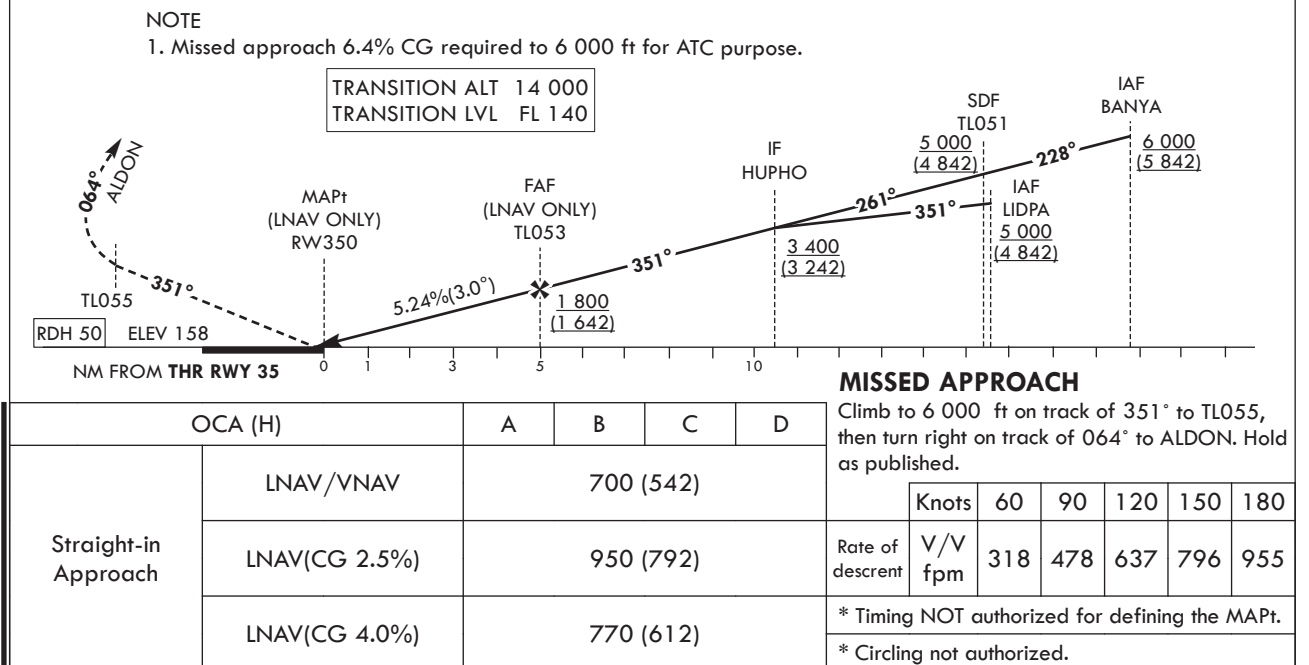 NOTE
1. Missed approach 6.4% CG required to 6 000 ft for ATC purpose.
TRANSITION ALT 14 000
TRANSITION LVL FL 140
IAF
BANYA
6 000
(5 842)
SDF
TL051
5 000
(4 842)
228°
IAF
LIDPA
5 000
(4 842)
261°
351°
IF
HUPHO
3 400
(3 242)
351°
FAF
(LNAV ONLY)
TL053
1 800
(1 642)
5.24%(3.0°)
MAPt
(LNAV ONLY)
RW350
064°
ALDON
351°
TL055
RDH 50 ELEV 158
NM FROM THR RWY 35
0 1 3 5 10
OCA (H) A B C D
Straight-in
Approach
LNAV/VNAV 700 (542)
LNAV(CG 2.5%) 950 (792)
LNAV(CG 4.0%) 770 (612)
MISSED APPROACH
Climb to 6 000 ft on track of 351° to TL055,
then turn right on track of 064° to ALDON. Hold
as published.
Knots 60 90 120 150 180
Rate of
descrent
V/V
fpm
318 478 637 796 955
* Timing NOT authorized for defining the MAPt.
* Circling not authorized.